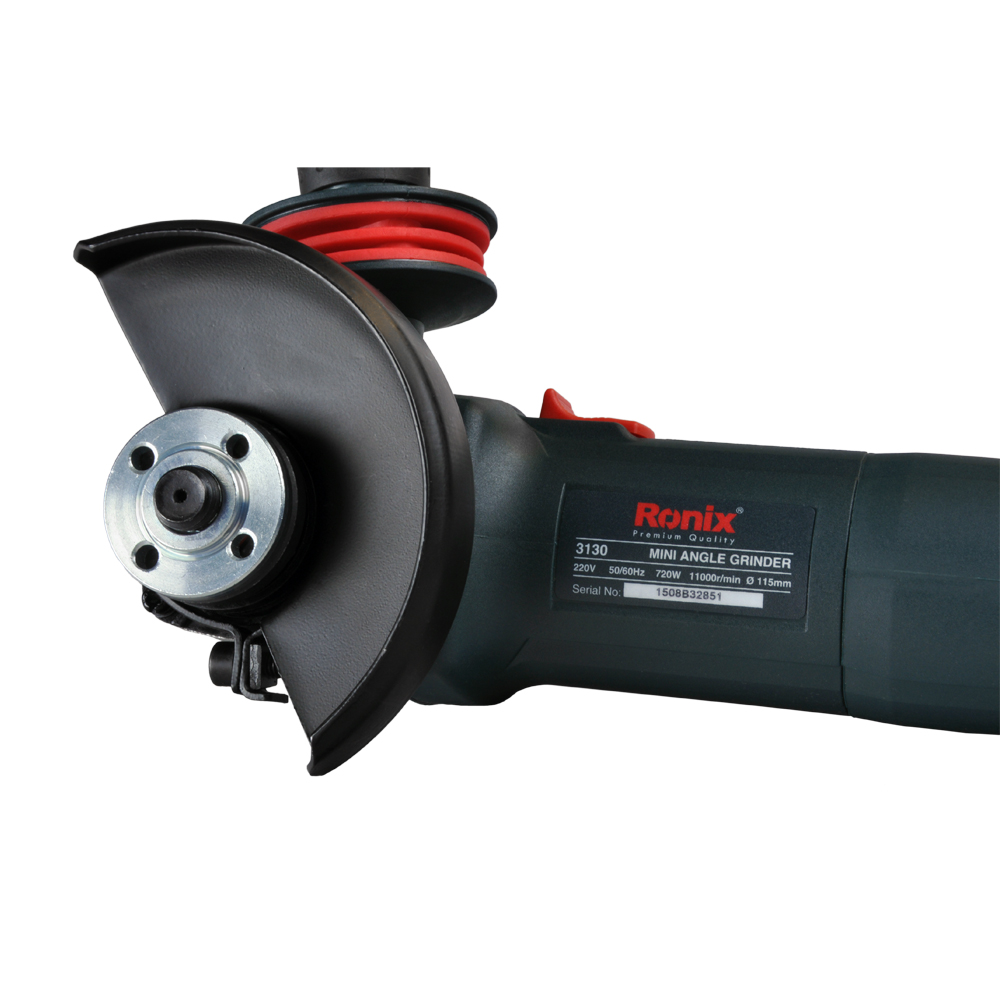 Ronix®
Premium Quality
3130 MINI ANGLE GRINDER
220V 50/60Hz 720W 11000r/min Ø 115mm
Serial No: 1508B32851